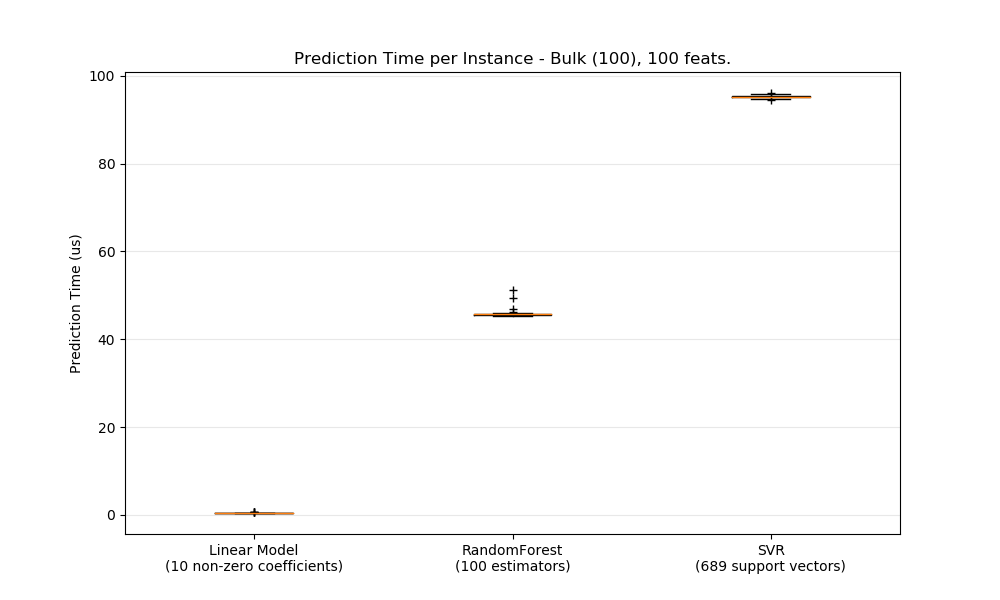 Prediction Time per Instance - Bulk (100), 100 feats.
100
80
60
40
20
0
Prediction Time (us)
Linear Model
(10 non-zero coefficients)
RandomForest
(100 estimators)
SVR
(689 support vectors)